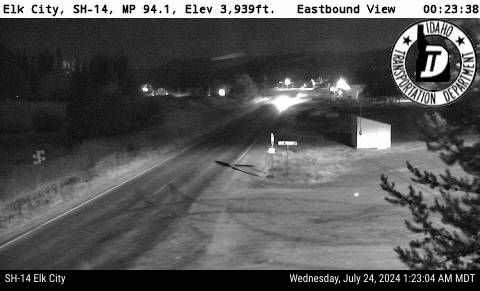 Elk City, SH-14, MP 94.1, Elev 3,939ft. Eastbound View 00:23:38
IDAHO
TRANSPORTATION DEPARTMENT
SH-14 Elk City Wednesday, July 24, 2024 1:23:04 AM MDT